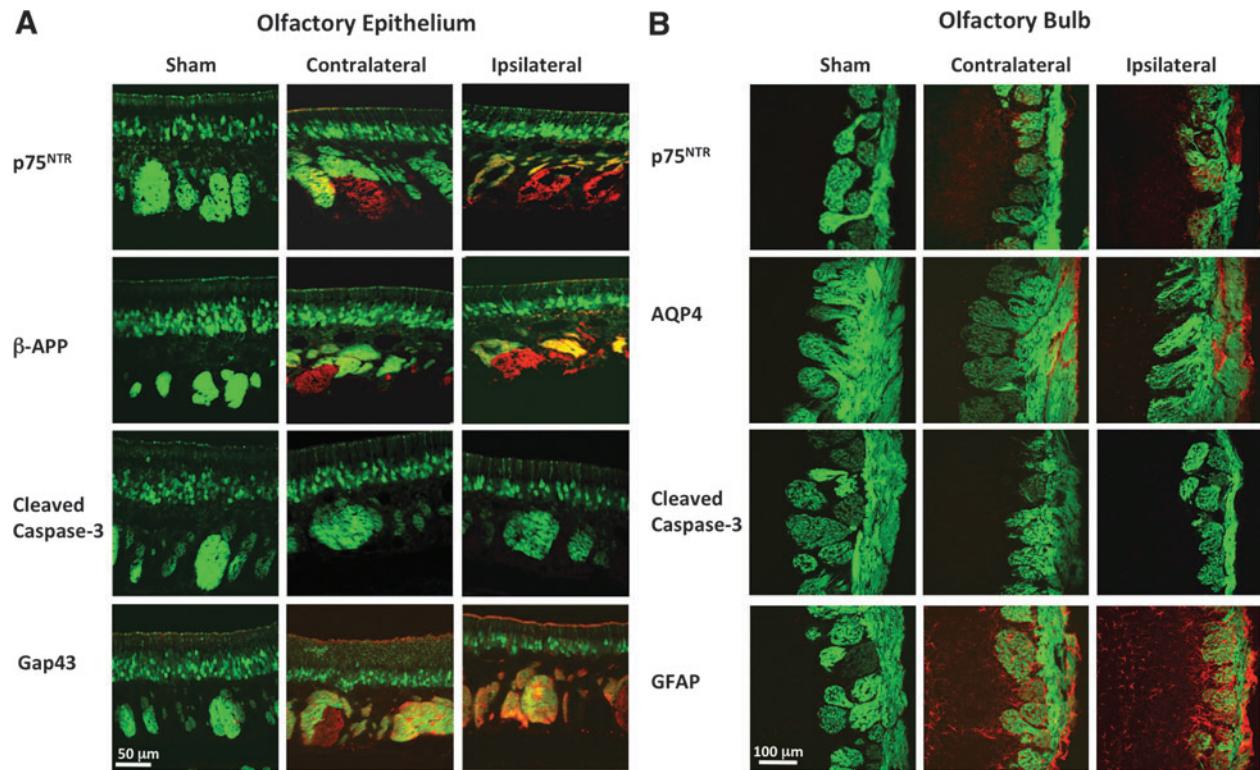 A
Olfactory Epithelium
Sham
Contralateral
Ipsilateral
p75NTR
β-APP
Cleaved
Caspase-3
Gap43
50 μm
B
Olfactory Bulb
Sham
Contralateral
Ipsilateral
p75NTR
AQP4
Cleaved
Caspase-3
GFAP
100 μm